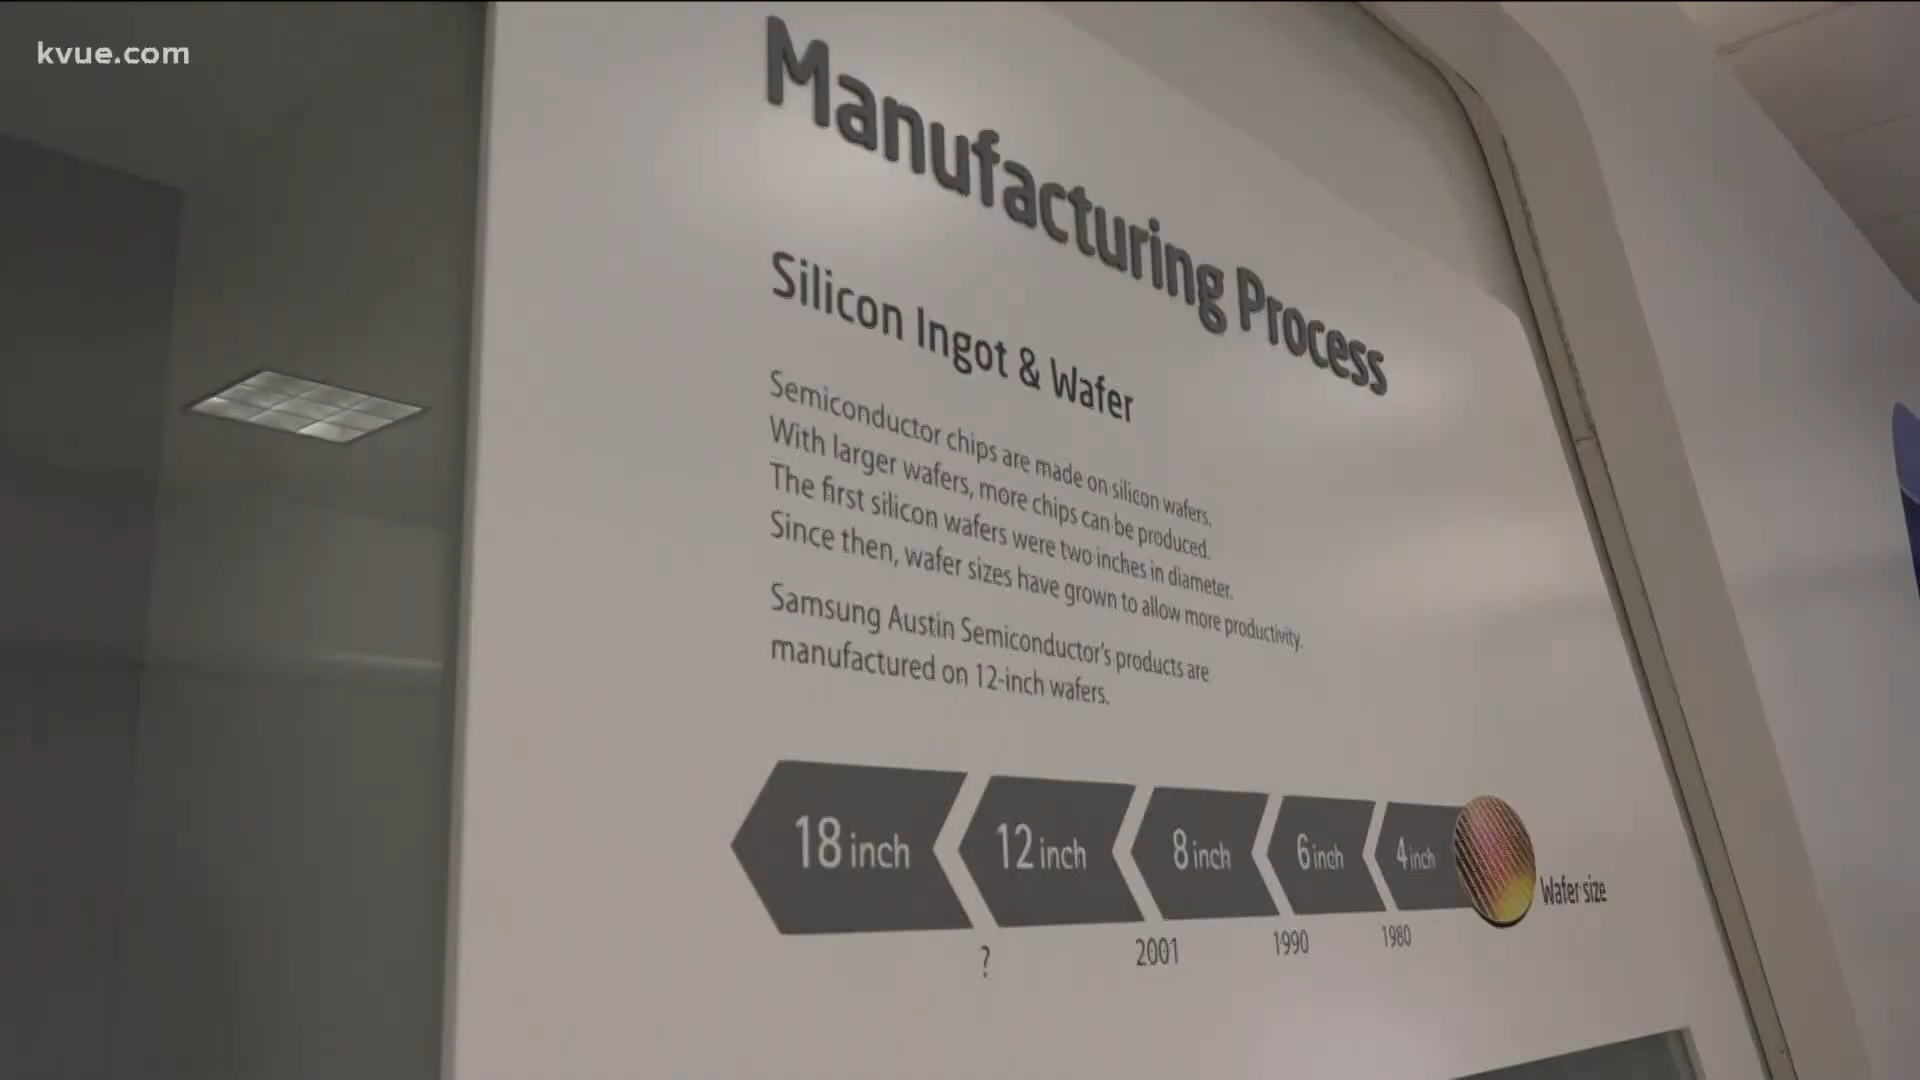 kvue.com
Manufacturing Process
Silicon Ingot & Wafer
Semiconductor chips are made on silicon wafers.
With larger wafers, more chips can be produced.
The first silicon wafers were two inches in diameter.
Since then, wafer sizes have grown to allow more productivity.
Samsung Austin Semiconductor's products are
manufactured on 12-inch wafers.
18 inch 12 inch 8 inch 6 inch 4 inch Wafer size
? 2001 1990 1980